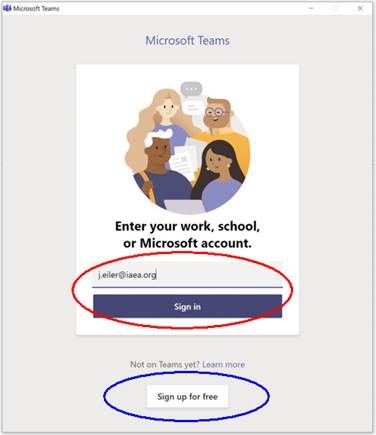 Microsoft Teams
Microsoft Teams
Enter your work, school,
or Microsoft account.
j.eiler@iaea.org
Sign in
Not on Teams yet? Learn more
Sign up for free